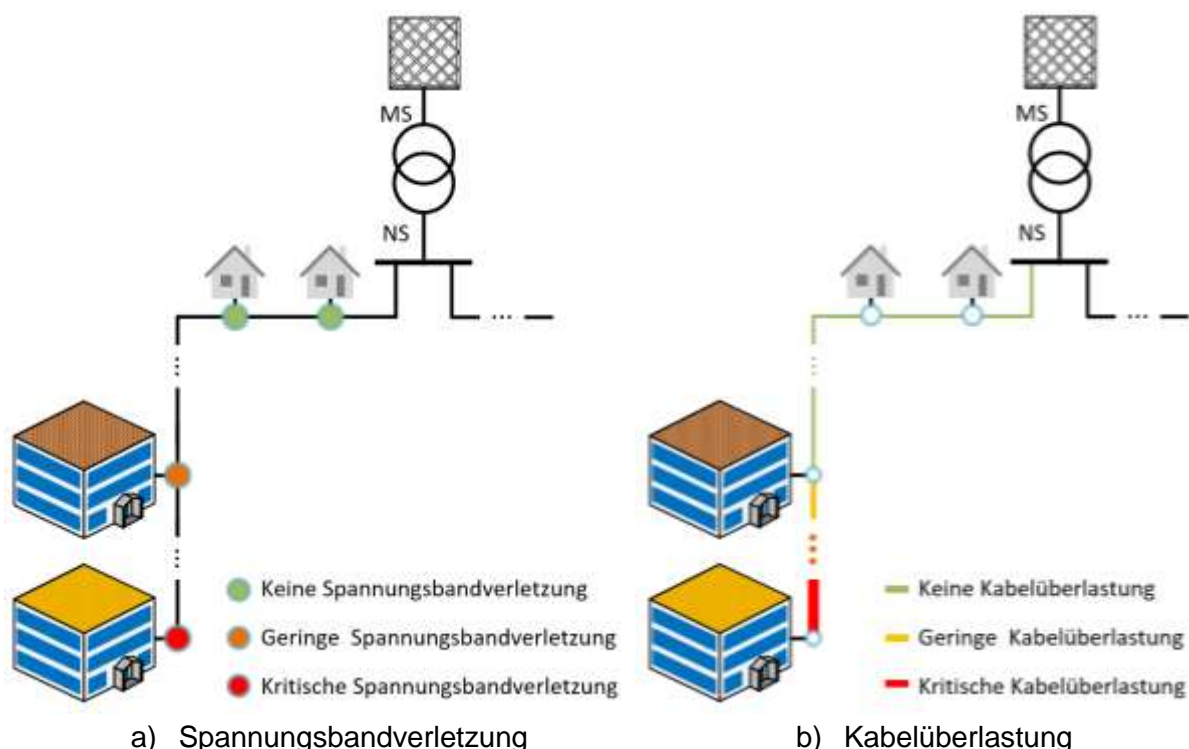 MS
NS
...
...
...
Keine Spannungsbandverletzung
Geringe Spannungsbandverletzung
Kritische Spannungsbandverletzung
a) Spannungsbandverletzung
MS
NS
...
...
Keine Kabelüberlastung
Geringe Kabelüberlastung
Kritische Kabelüberlastung
b) Kabelüberlastung